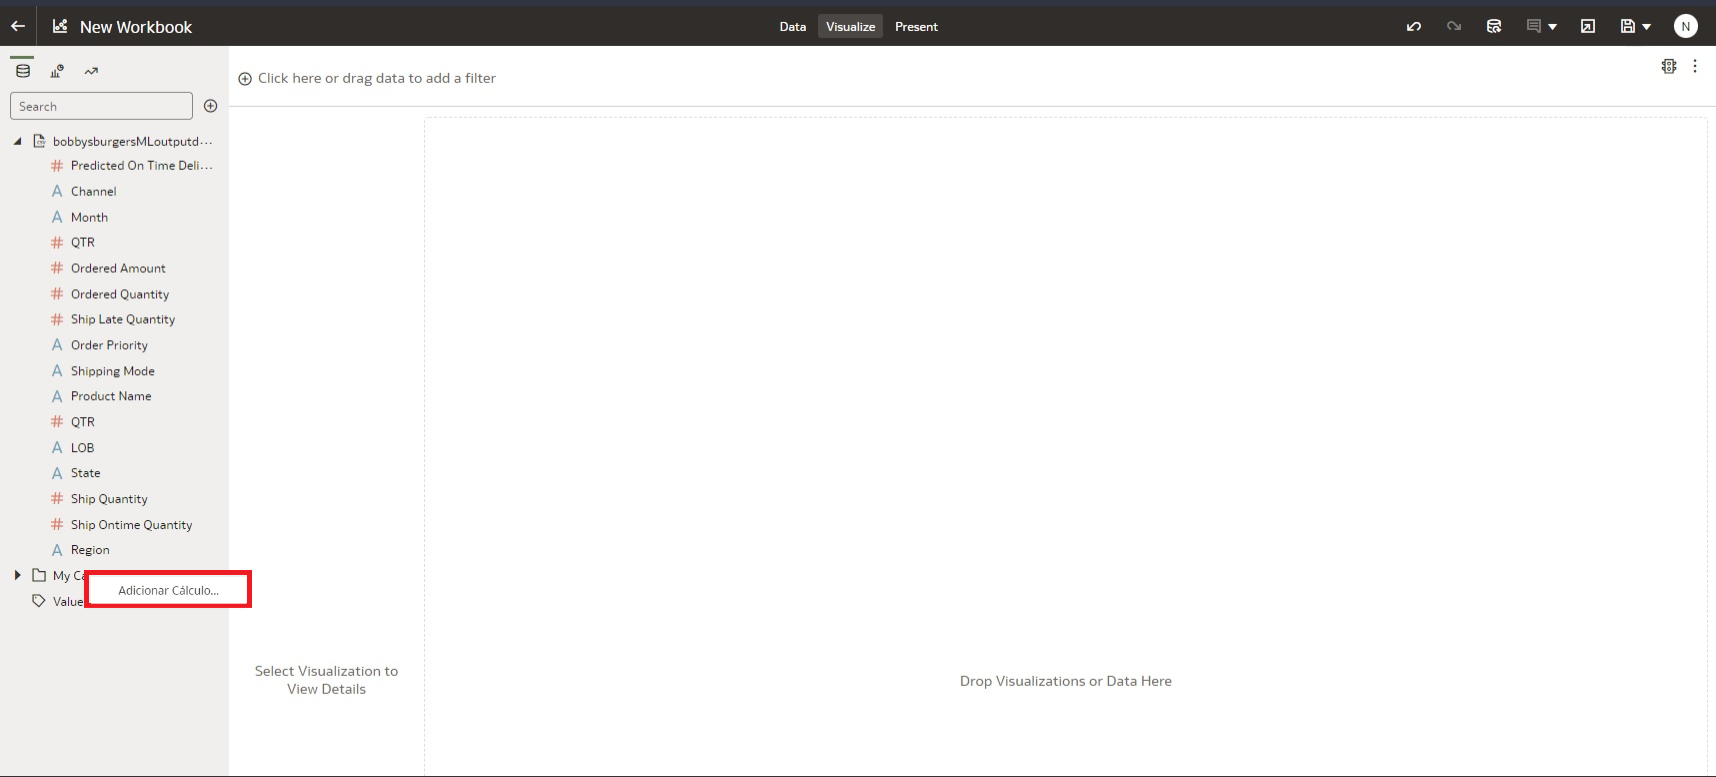 New Workbook
Data Visualize Present
N
Click here or drag data to add a filter
Search
bobbysburgersMLoutputd...
# Predicted On Time Deli...
A Channel
A Month
# QTR
# Ordered Amount
# Ordered Quantity
# Ship Late Quantity
A Order Priority
A Shipping Mode
A Product Name
# QTR
A LOB
A State
# Ship Quantity
# Ship Ontime Quantity
A Region
My Ca
Adicionar Cálculo...
Value
Select Visualization to
View Details
Drop Visualizations or Data Here